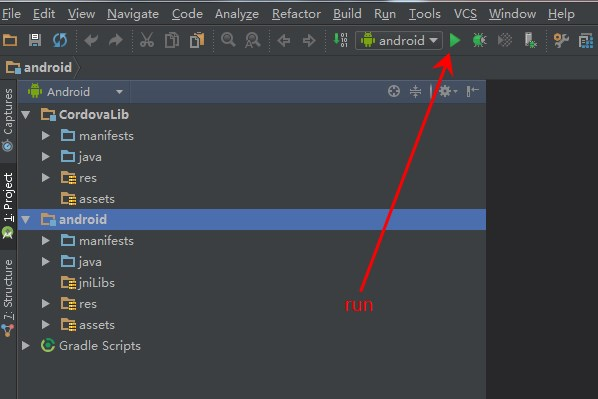 File Edit View Navigate Code Analyze Refactor Build Run Tools VCS Window Help
android
android
Captures
Android
CordovaLib
manifests
java
res
assets
1: Project
android
manifests
java
jniLibs
res
assets
7: Structure
Gradle Scripts
run